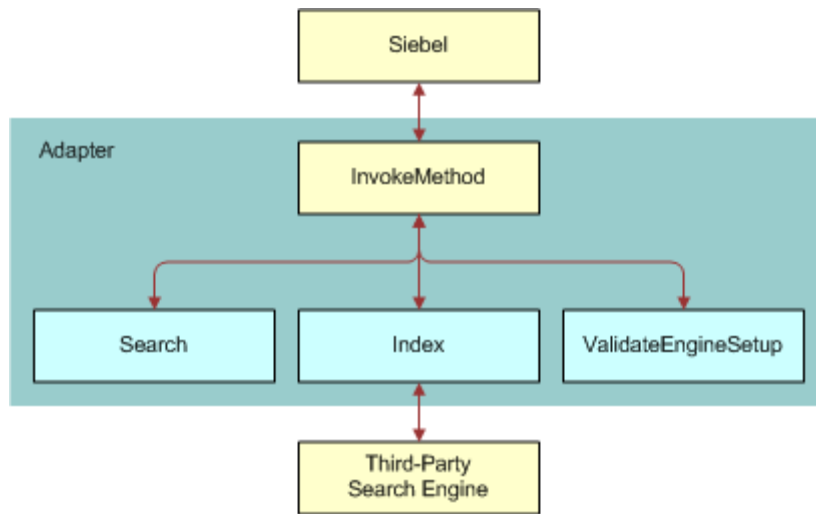 Siebel
Adapter
InvokeMethod
Search
Index
ValidateEngineSetup
Third-Party
Search Engine